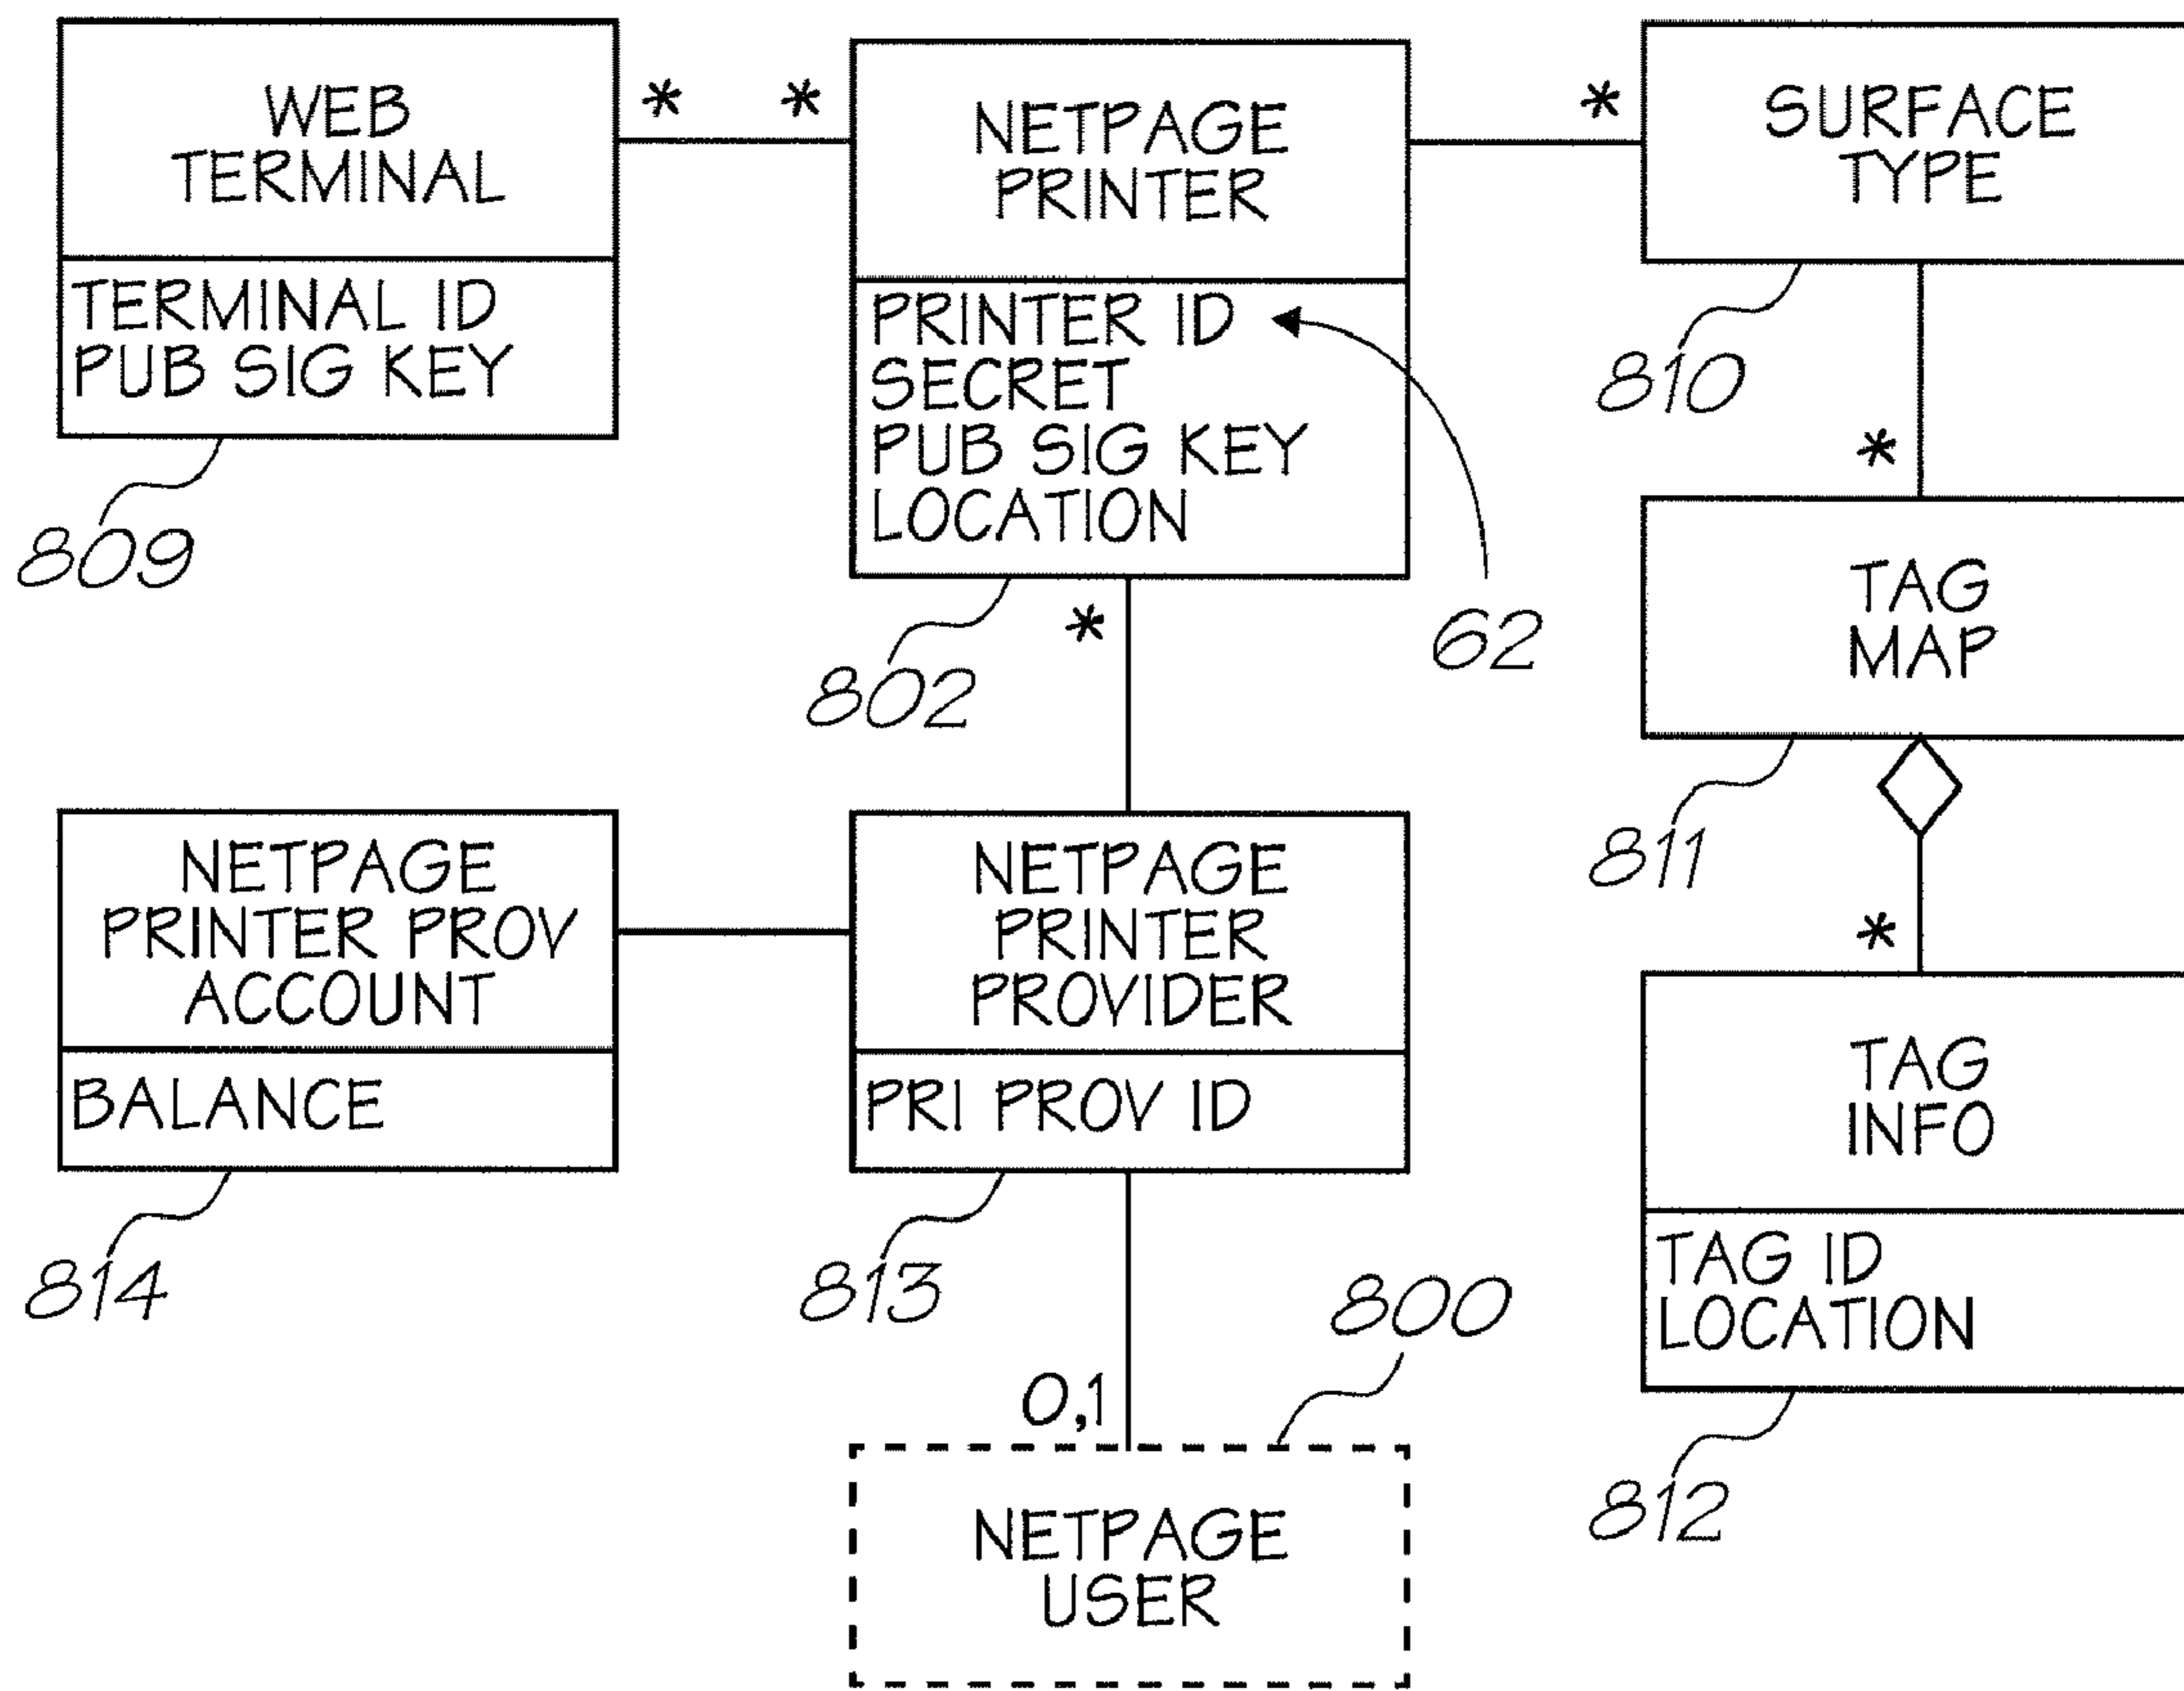 WEB
TERMINAL
TERMINAL ID
PUB SIG KEY
809
*
*
NETPAGE
PRINTER
PRINTER ID
SECRET
PUB SIG KEY
LOCATION
802
62
*
*
SURFACE
TYPE
810
*
TAG
MAP
811
*
TAG
INFO
TAG ID
LOCATION
812
NETPAGE
PRINTER PROV
ACCOUNT
BALANCE
814
NETPAGE
PRINTER
PROVIDER
PRI PROV ID
813
800
0,1
NETPAGE
USER